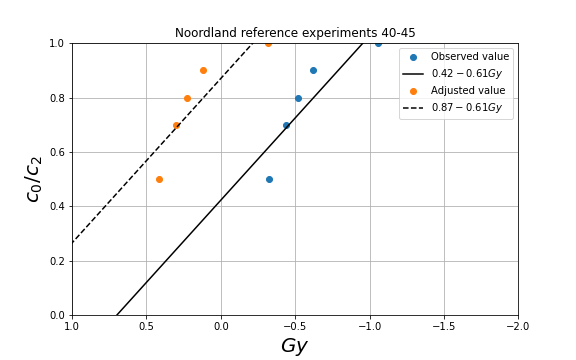 Noordland reference experiments 40-45
1.0
0.8
0.6
0.4
0.2
0.0
c₀/c₂
Observed value
0.42 − 0.61Gy
Adjusted value
0.87 − 0.61Gy
1.0 0.5 0.0 −0.5 −1.0 −1.5 −2.0
Gy